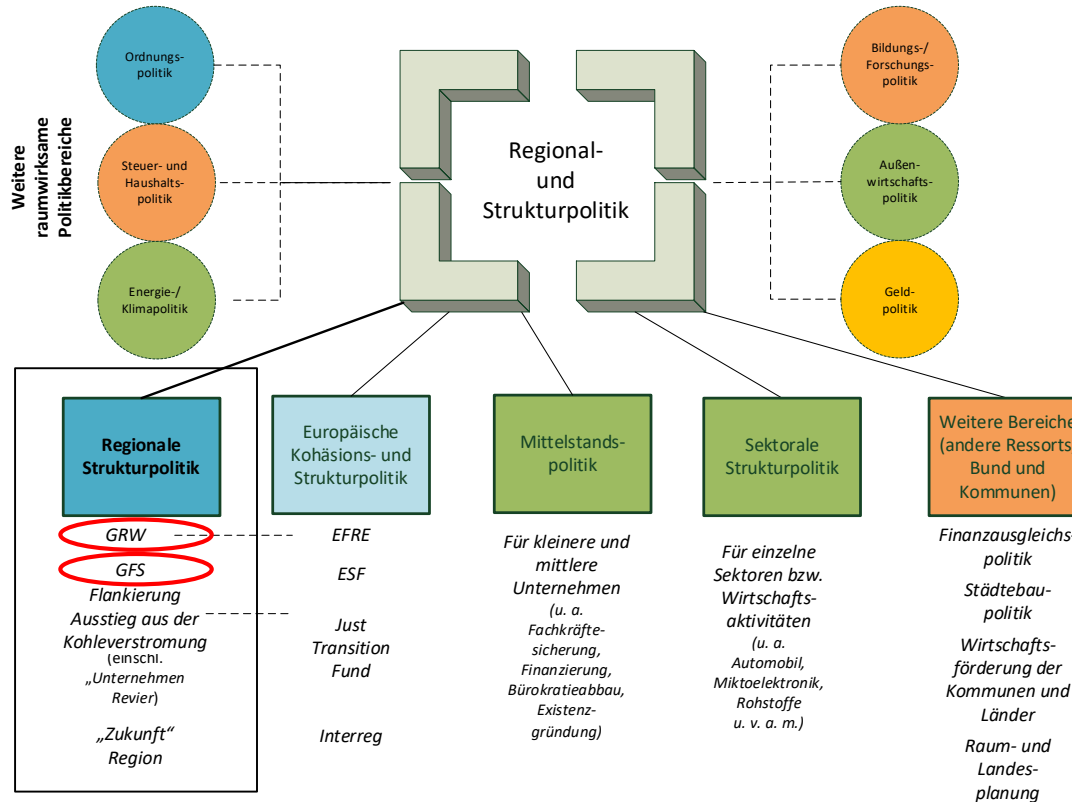 Weitere
raumwirksame
Politikbereiche
Ordnungs-
politik
Steuer- und
Haushalts-
politik
Energie-/
Klimapolitik
Regional-
und
Strukturpolitik
Bildungs-/
Forschungs-
politik
Außen-
wirtschafts-
politik
Geld-
politik
Regionale
Strukturpolitik
GRW
GFS
Flankierung
Ausstieg aus der
Kohleverstromung
(einschl.
„Unternehmen
Revier)
„Zukunft“
Region
Europäische
Kohäsions- und
Strukturpolitik
EFRE
ESF
Just
Transition
Fund
Interreg
Mittelstands-
politik
Für kleinere und
mittlere
Unternehmen
(u. a.
Fachkräfte-
sicherung,
Finanzierung,
Bürokratieabbau,
Existenz-
gründung)
Sektorale
Strukturpolitik
Für einzelne
Sektoren bzw.
Wirtschafts-
aktivitäten
(u. a.
Automobil,
Miktoelektronik,
Rohstoffe
u. v. a. m.)
Weitere Bereiche
(andere Ressorts
Bund und
Kommunen)
Finanzausgleichs-
politik
Städtebau-
politik
Wirtschafts-
förderung der
Kommunen und
Länder
Raum- und
Landes-
planung